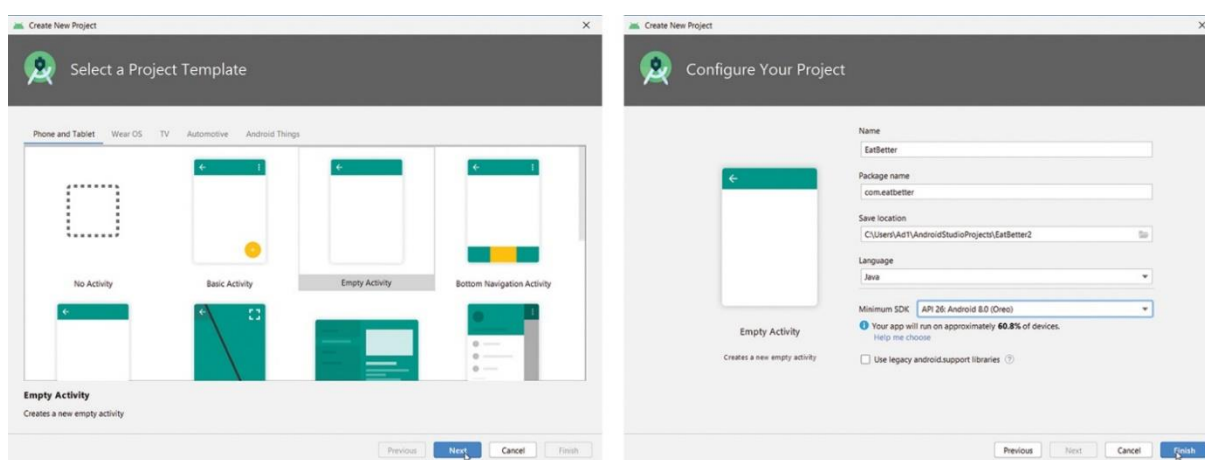 Create New Project
Select a Project Template
Phone and Tablet Wear OS TV Automotive Android Things
No Activity
Basic Activity
Empty Activity
Bottom Navigation Activity
Empty Activity
Creates a new empty activity
Previous Next Cancel Finish
Create New Project
Configure Your Project
Name
EatBetter
Package name
com.eatbetter
Save location
C:\Users\Ad1\AndroidStudioProjects\EatBetter2
Language
Java
Minimum SDK API 26: Android 8.0 (Oreo)
Your app will run on approximately 60.8% of devices.
Help me choose
Use legacy android.support libraries ?
Empty Activity
Creates a new empty activity
Previous Next Cancel Finish